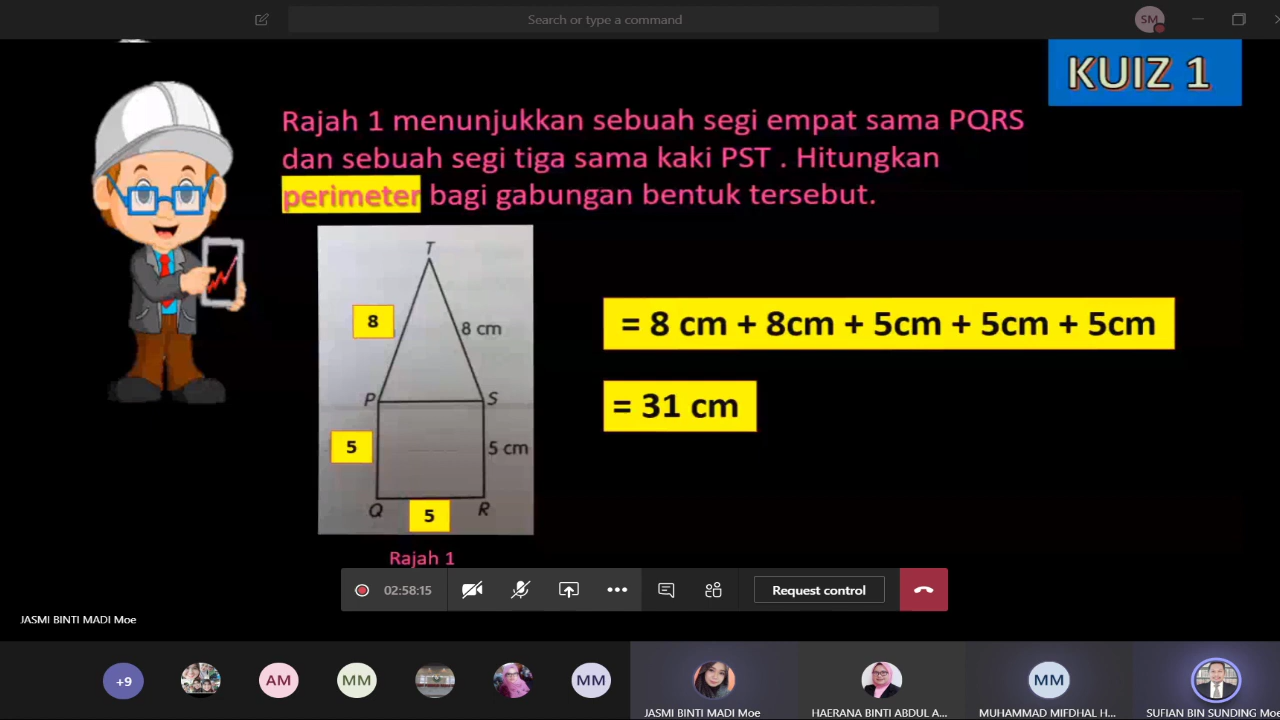 Search or type a command
SM
KUIZ 1
Rajah 1 menunjukkan sebuah segi empat sama PQRS
dan sebuah segi tiga sama kaki PST . Hitungkan
perimeter bagi gabungan bentuk tersebut.
T
8
8 cm
= 8 cm + 8cm + 5cm + 5cm + 5cm
P
S
= 31 cm
5
5 cm
Q
5
R
Rajah 1
02:58:15
Request control
JASMI BINTI MADI Moe
+9
AM
MM
MM
MM
JASMI BINTI MADI Moe
HAERANA BINTI ABDUL A...
MUHAMMAD MIFDHAL H...
SUFIAN BIN SUNDING Moe